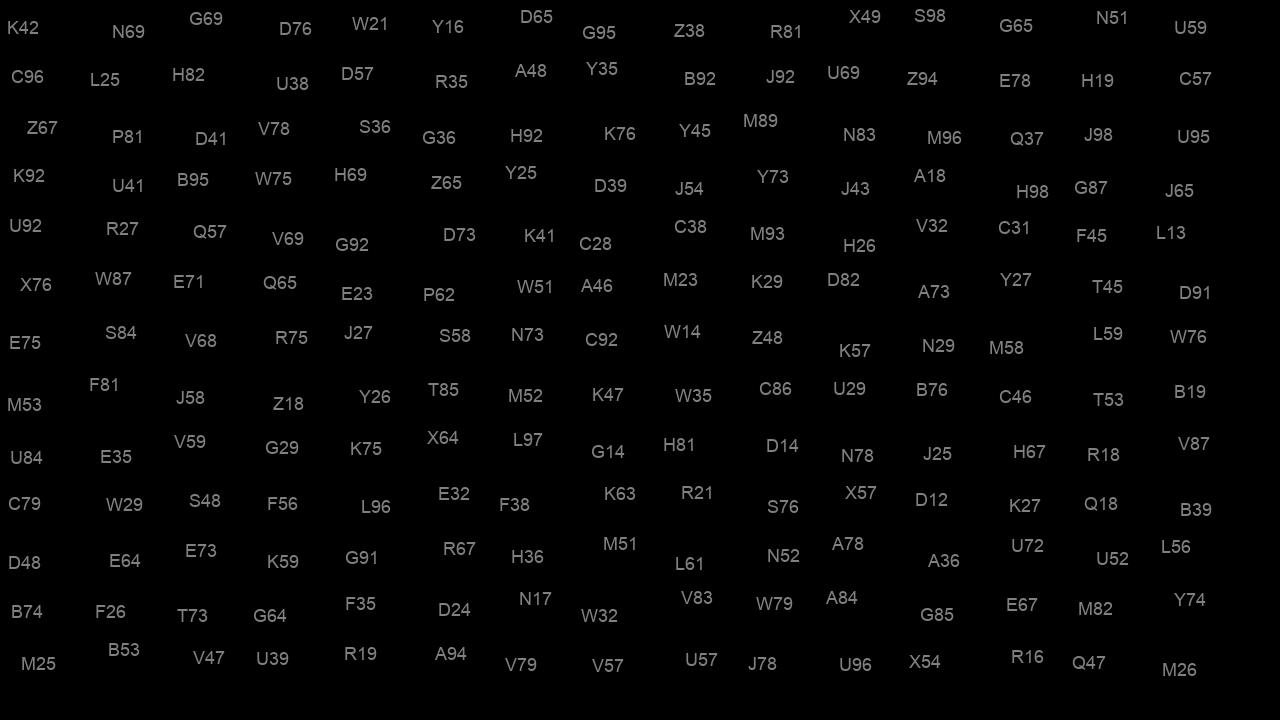 K42 N69 G69 D76 W21 Y16 D65 G95 Z38 R81 X49 S98 G65 N51 U59
C96 L25 H82 U38 D57 R35 A48 Y35 B92 J92 U69 Z94 E78 H19 C57
Z67 P81 D41 V78 S36 G36 H92 K76 Y45 M89 N83 M96 Q37 J98 U95
K92 U41 B95 W75 H69 Z65 Y25 D39 J54 Y73 J43 A18 H98 G87 J65
U92 R27 Q57 V69 G92 D73 K41 C28 C38 M93 H26 V32 C31 F45 L13
X76 W87 E71 Q65 E23 P62 W51 A46 M23 K29 D82 A73 Y27 T45 D91
E75 S84 V68 R75 J27 S58 N73 C92 W14 Z48 K57 N29 M58 L59 W76
M53 F81 J58 Z18 Y26 T85 M52 K47 W35 C86 U29 B76 C46 T53 B19
U84 E35 V59 G29 K75 X64 L97 G14 H81 D14 N78 J25 H67 R18 V87
C79 W29 S48 F56 L96 E32 F38 K63 R21 S76 X57 D12 K27 Q18 B39
D48 E64 E73 K59 G91 R67 H36 M51 L61 N52 A78 A36 U72 U52 L56
B74 F26 T73 G64 F35 D24 N17 W32 V83 W79 A84 G85 E67 M82 Y74
M25 B53 V47 U39 R19 A94 V79 V57 U57 J78 U96 X54 R16 Q47 M26